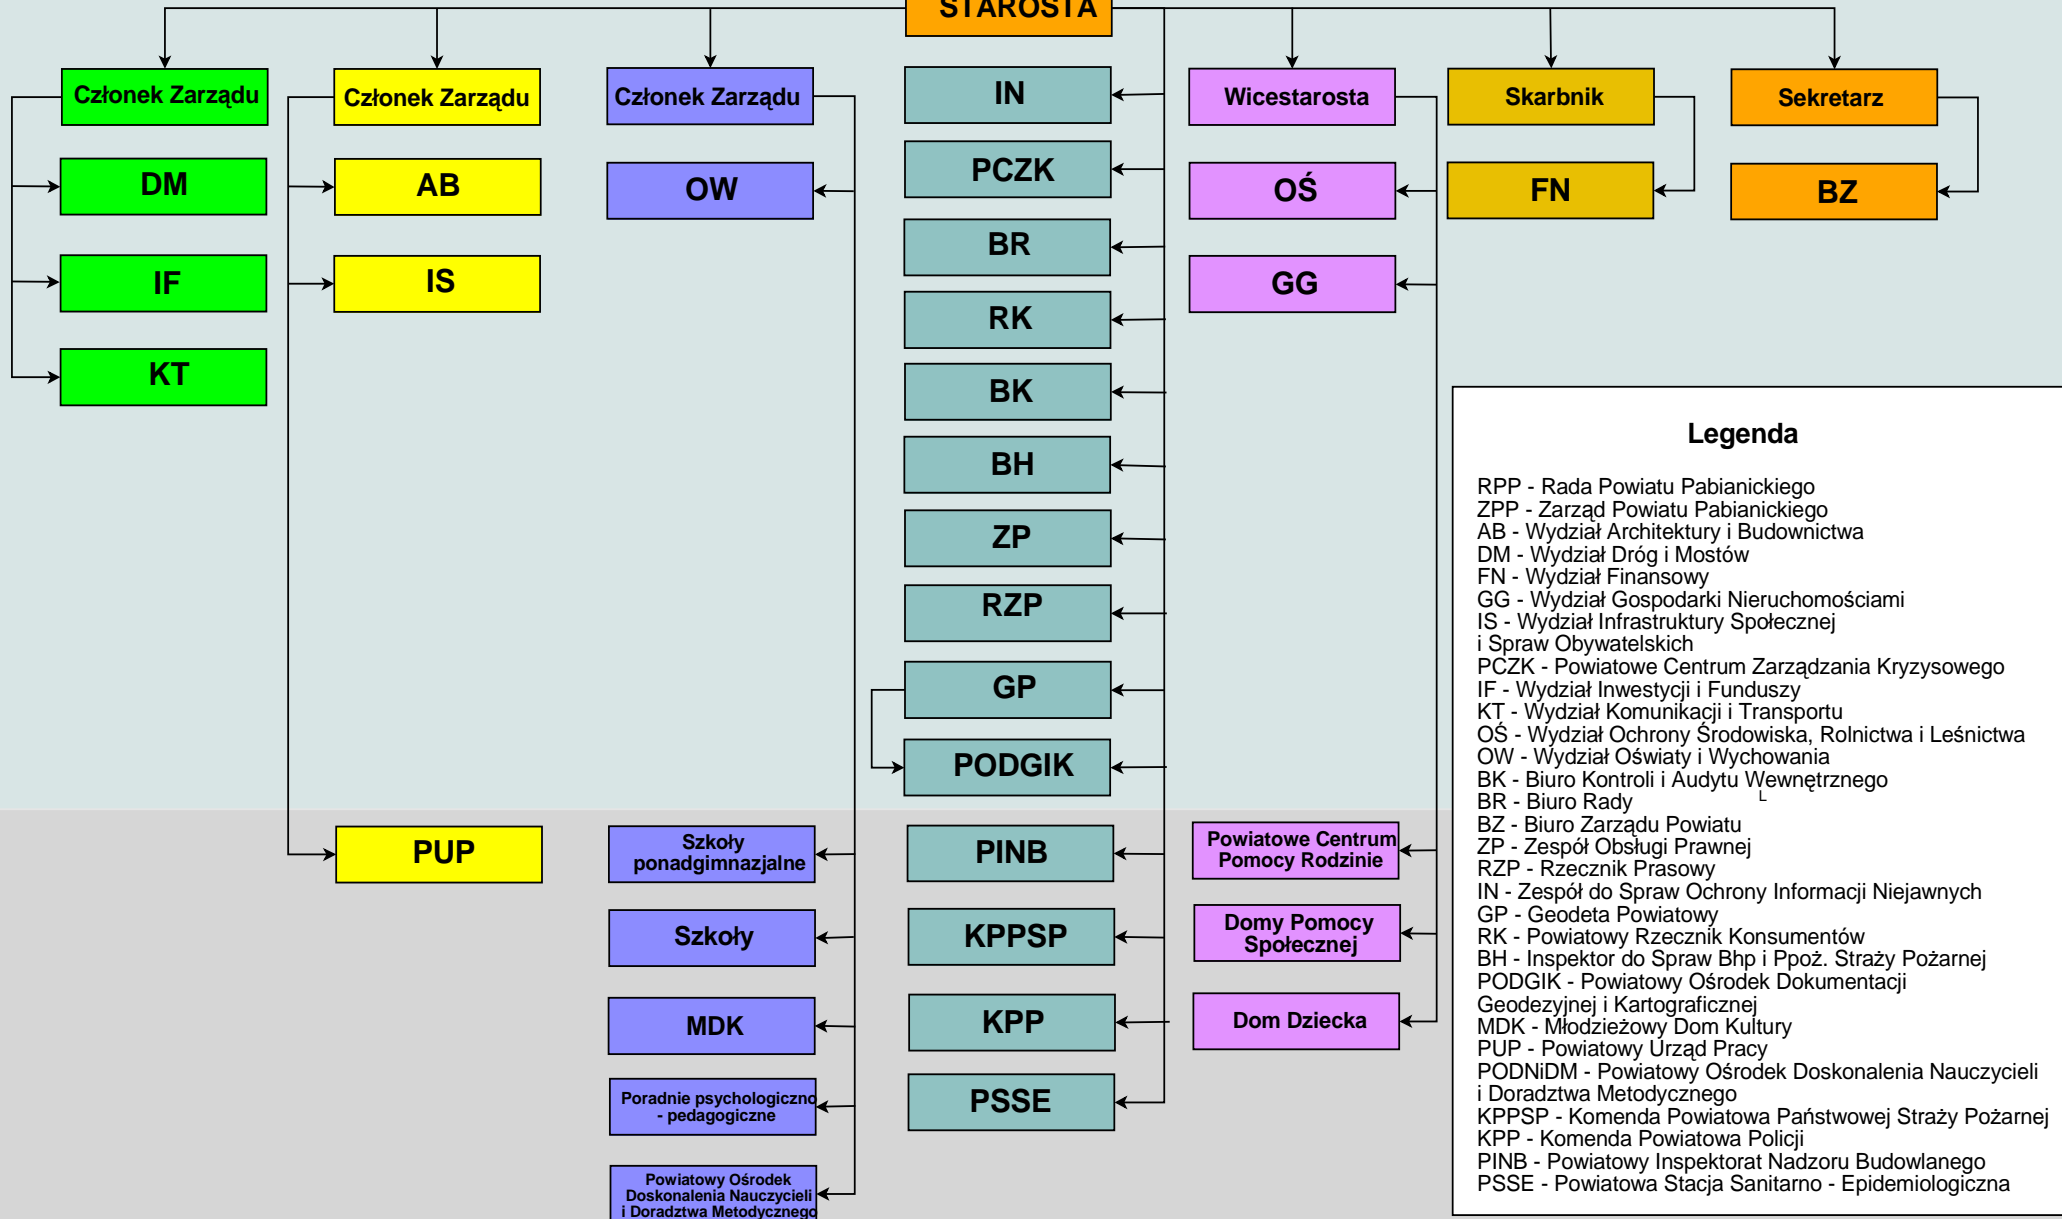 STAROSTA
Członek Zarządu
Członek Zarządu
Członek Zarządu
IN
Wicestarosta
Skarbnik
Sekretarz
DM
AB
OW
PCZK
OŚ
FN
BZ
BR
IF
IS
GG
RK
KT
BK
BH
ZP
RZP
GP
PODGIK
PUP
Szkoły
ponadgimnazjalne
PINB
Powiatowe Centrum
Pomocy Rodzinie
Szkoły
KPPSP
Domy Pomocy
Społecznej
MDK
KPP
Dom Dziecka
Poradnie psychologiczno
- pedagogiczne
PSSE
Powiatowy Ośrodek
Doskonalenia Nauczycieli
i Doradztwa Metodycznego
Legenda
RPP - Rada Powiatu Pabianickiego
ZPP - Zarząd Powiatu Pabianickiego
AB - Wydział Architektury i Budownictwa
DM - Wydział Dróg i Mostów
FN - Wydział Finansowy
GG - Wydział Gospodarki Nieruchomościami
IS - Wydział Infrastruktury Społecznej
i Spraw Obywatelskich
PCZK - Powiatowe Centrum Zarządzania Kryzysowego
IF - Wydział Inwestycji i Funduszy
KT - Wydział Komunikacji i Transportu
OŚ - Wydział Ochrony Środowiska, Rolnictwa i Leśnictwa
OW - Wydział Oświaty i Wychowania
BK - Biuro Kontroli i Audytu Wewnętrznego
BR - Biuro Rady
BZ - Biuro Zarządu Powiatu
ZP - Zespół Obsługi Prawnej
RZP - Rzecznik Prasowy
IN - Zespół do Spraw Ochrony Informacji Niejawnych
GP - Geodeta Powiatowy
RK - Powiatowy Rzecznik Konsumentów
BH - Inspektor do Spraw Bhp i Ppoż. Straży Pożarnej
PODGIK - Powiatowy Ośrodek Dokumentacji
Geodezyjnej i Kartograficznej
MDK - Młodzieżowy Dom Kultury
PUP - Powiatowy Urząd Pracy
PODNiDM - Powiatowy Ośrodek Doskonalenia Nauczycieli
i Doradztwa Metodycznego
KPPSP - Komenda Powiatowa Państwowej Straży Pożarnej
KPP - Komenda Powiatowa Policji
PINB - Powiatowy Inspektorat Nadzoru Budowlanego
PSSE - Powiatowa Stacja Sanitarno - Epidemiologiczna